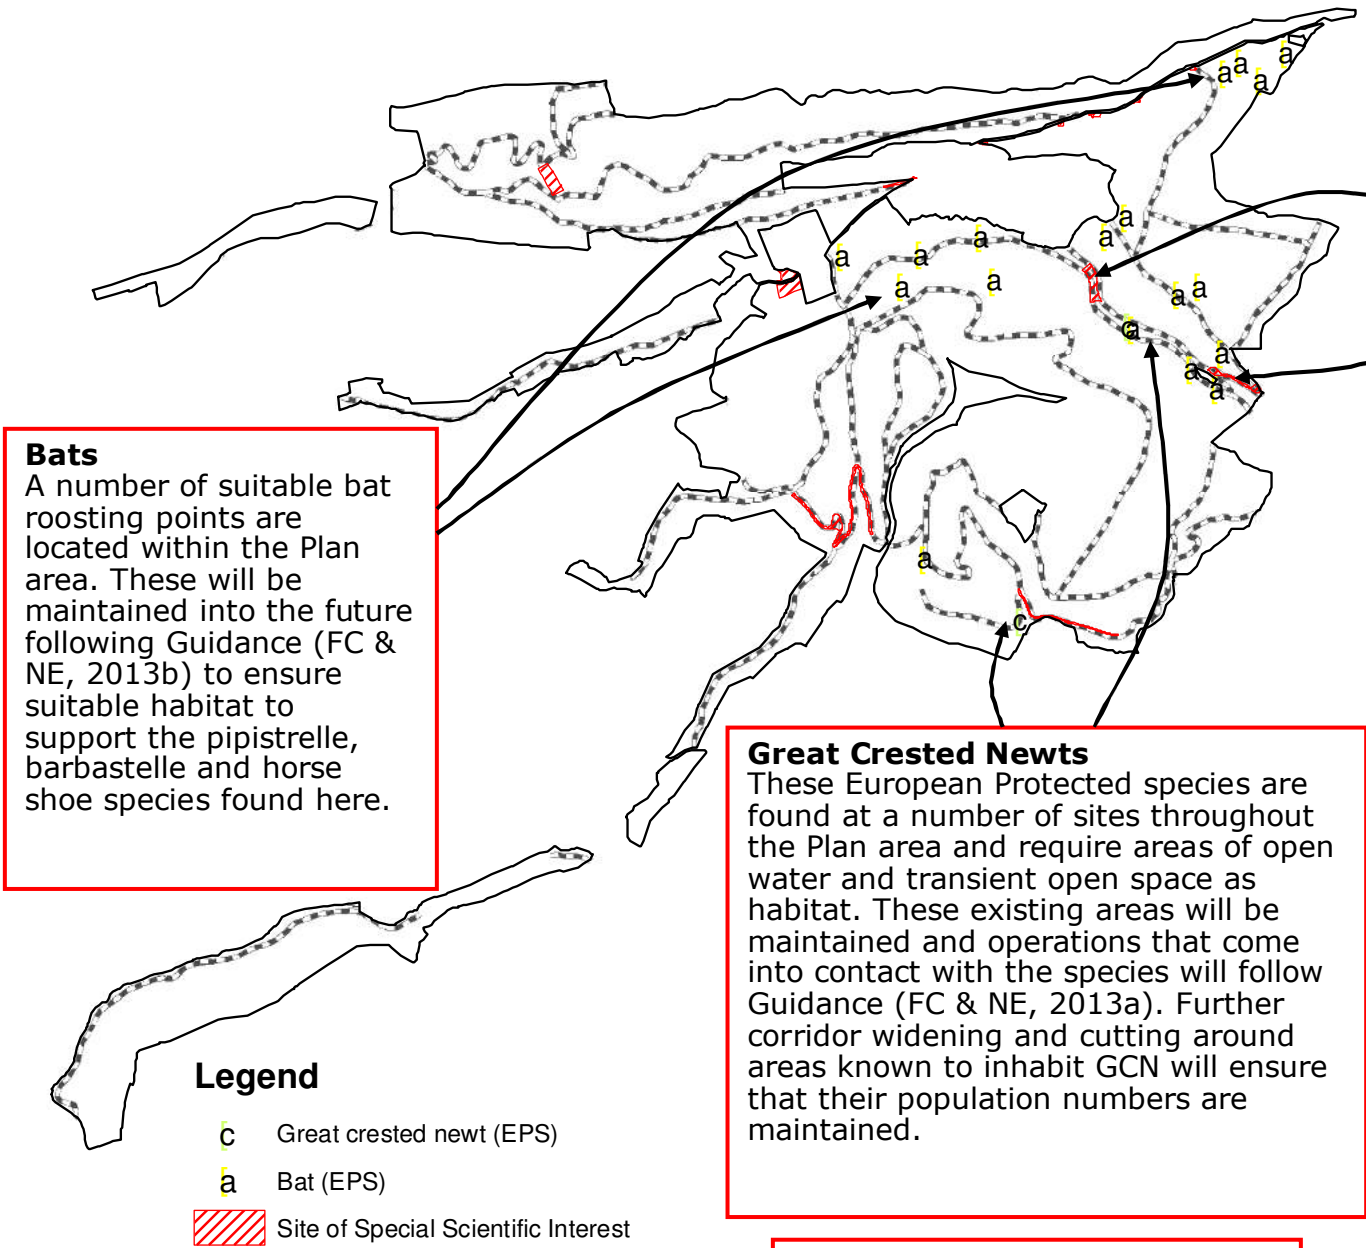 a
a
a
a
a
a
a
a
a
a
a
a
a
c
a
a
a
a
a
c
Bats
A number of suitable bat
roosting points are
located within the Plan
area. These will be
maintained into the future
following Guidance (FC &
NE, 2013b) to ensure
suitable habitat to
support the pipistrelle,
barbastelle and horse
shoe species found here.
Great Crested Newts
These European Protected species are
found at a number of sites throughout
the Plan area and require areas of open
water and transient open space as
habitat. These existing areas will be
maintained and operations that come
into contact with the species will follow
Guidance (FC & NE, 2013a). Further
corridor widening and cutting around
areas known to inhabit GCN will ensure
that their population numbers are
maintained.
Legend
c Great crested newt (EPS)
a Bat (EPS)
Site of Special Scientific Interest